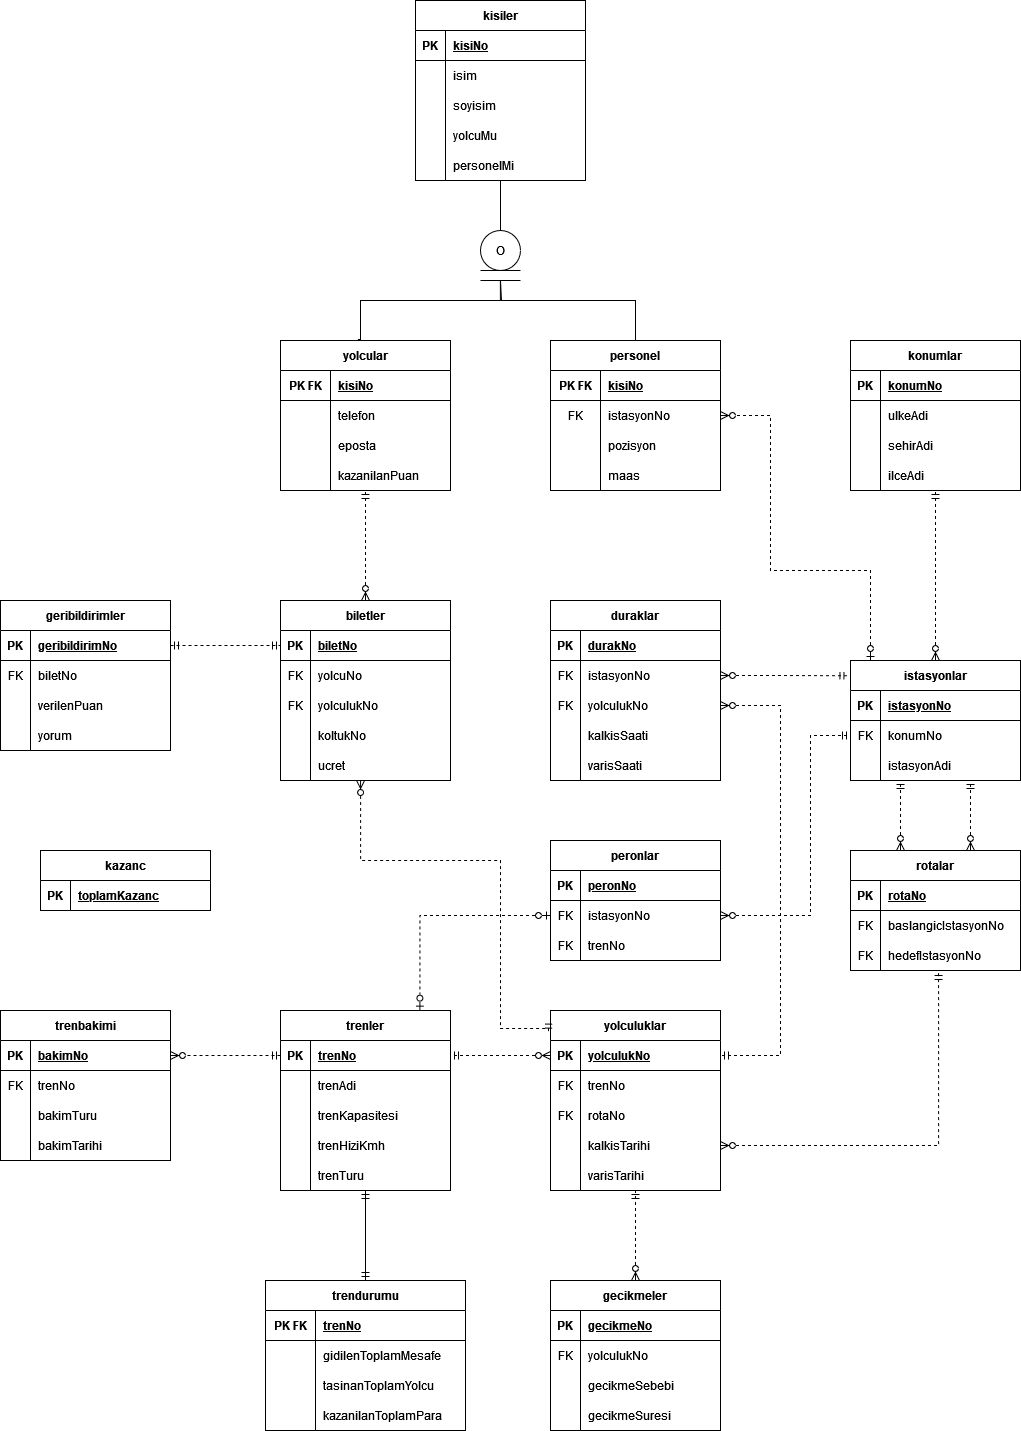 kisiler
PK kisiNo
isim
soyisim
yolcuMu
personelMi
O
yolcular
PK FK kisiNo
telefon
eposta
kazanilanPuan
personel
PK FK kisiNo
FK istasyonNo
pozisyon
maas
konumlar
PK konumNo
ulkeAdi
sehirAdi
ilceAdi
geribildirimler
PK geribildirimNo
FK biletNo
verilenPuan
yorum
biletler
PK biletNo
FK yolcuNo
FK yolculukNo
koltukNo
ucret
duraklar
PK durakNo
FK istasyonNo
FK yolculukNo
kalkisSaati
varisSaati
istasyonlar
PK istasyonNo
FK konumNo
istasyonAdi
kazanc
PK toplamKazanc
peronlar
PK peronNo
FK istasyonNo
FK trenNo
rotalar
PK rotaNo
FK baslangicIstasyonNo
FK hedefIstasyonNo
trenbakimi
PK bakimNo
FK trenNo
bakimTuru
bakimTarihi
trenler
PK trenNo
trenAdi
trenKapasitesi
trenHiziKmh
trenTuru
yolculuklar
PK yolculukNo
FK trenNo
FK rotaNo
kalkisTarihi
varisTarihi
trendurumu
PK FK trenNo
gidilenToplamMesafe
tasinanToplamYolcu
kazanilanToplamPara
gecikmeler
PK gecikmeNo
FK yolculukNo
gecikmeSebebi
gecikmeSuresi